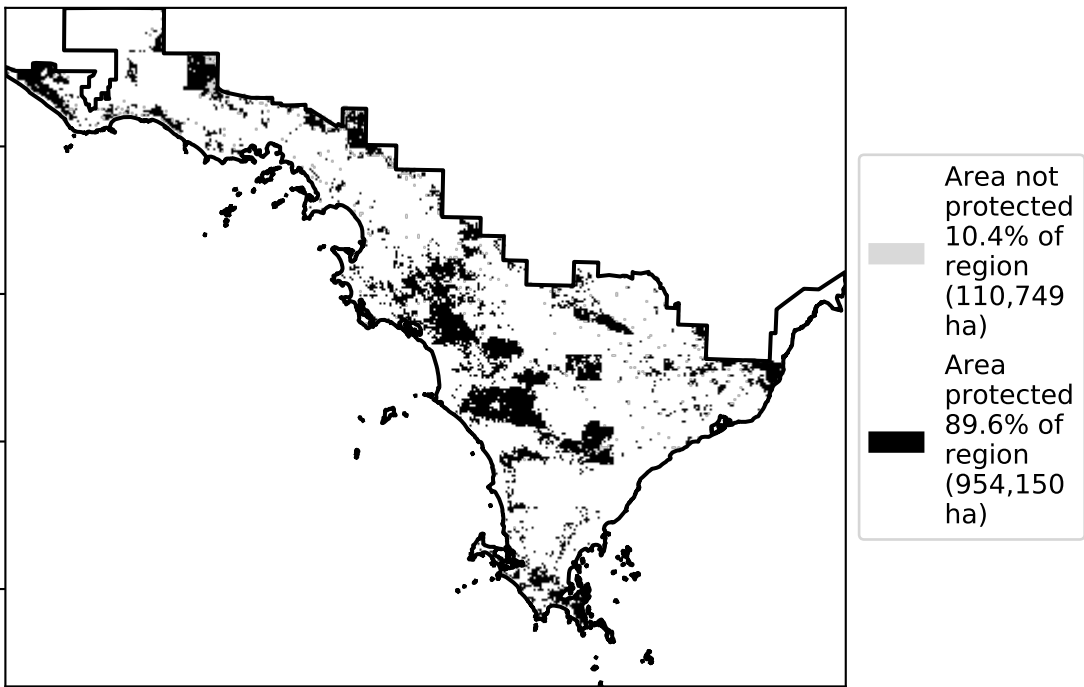 Area not
protected
10.4% of
region
(110,749
ha)
Area
protected
89.6% of
region
(954,150
ha)